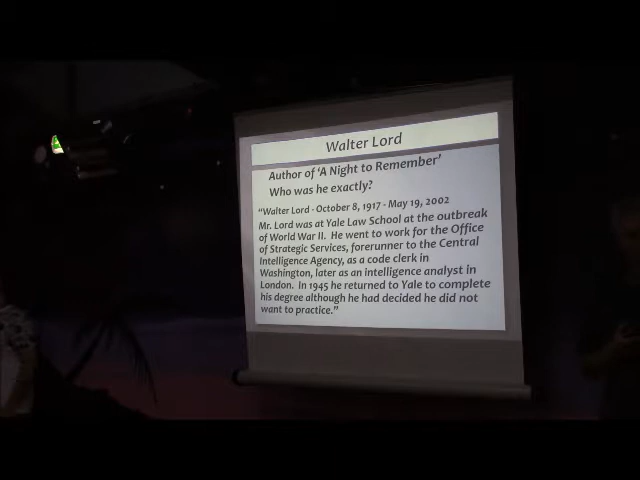 Walter Lord
Author of 'A Night to Remember'
Who was he exactly?
"Walter Lord - October 8, 1917 - May 19, 2002
Mr. Lord was at Yale Law School at the outbreak
of World War II. He went to work for the Office
of Strategic Services, forerunner to the Central
Intelligence Agency, as a code clerk in
Washington, later as an intelligence analyst in
London. In 1945 he returned to Yale to complete
his degree although he had decided he did not
want to practice."